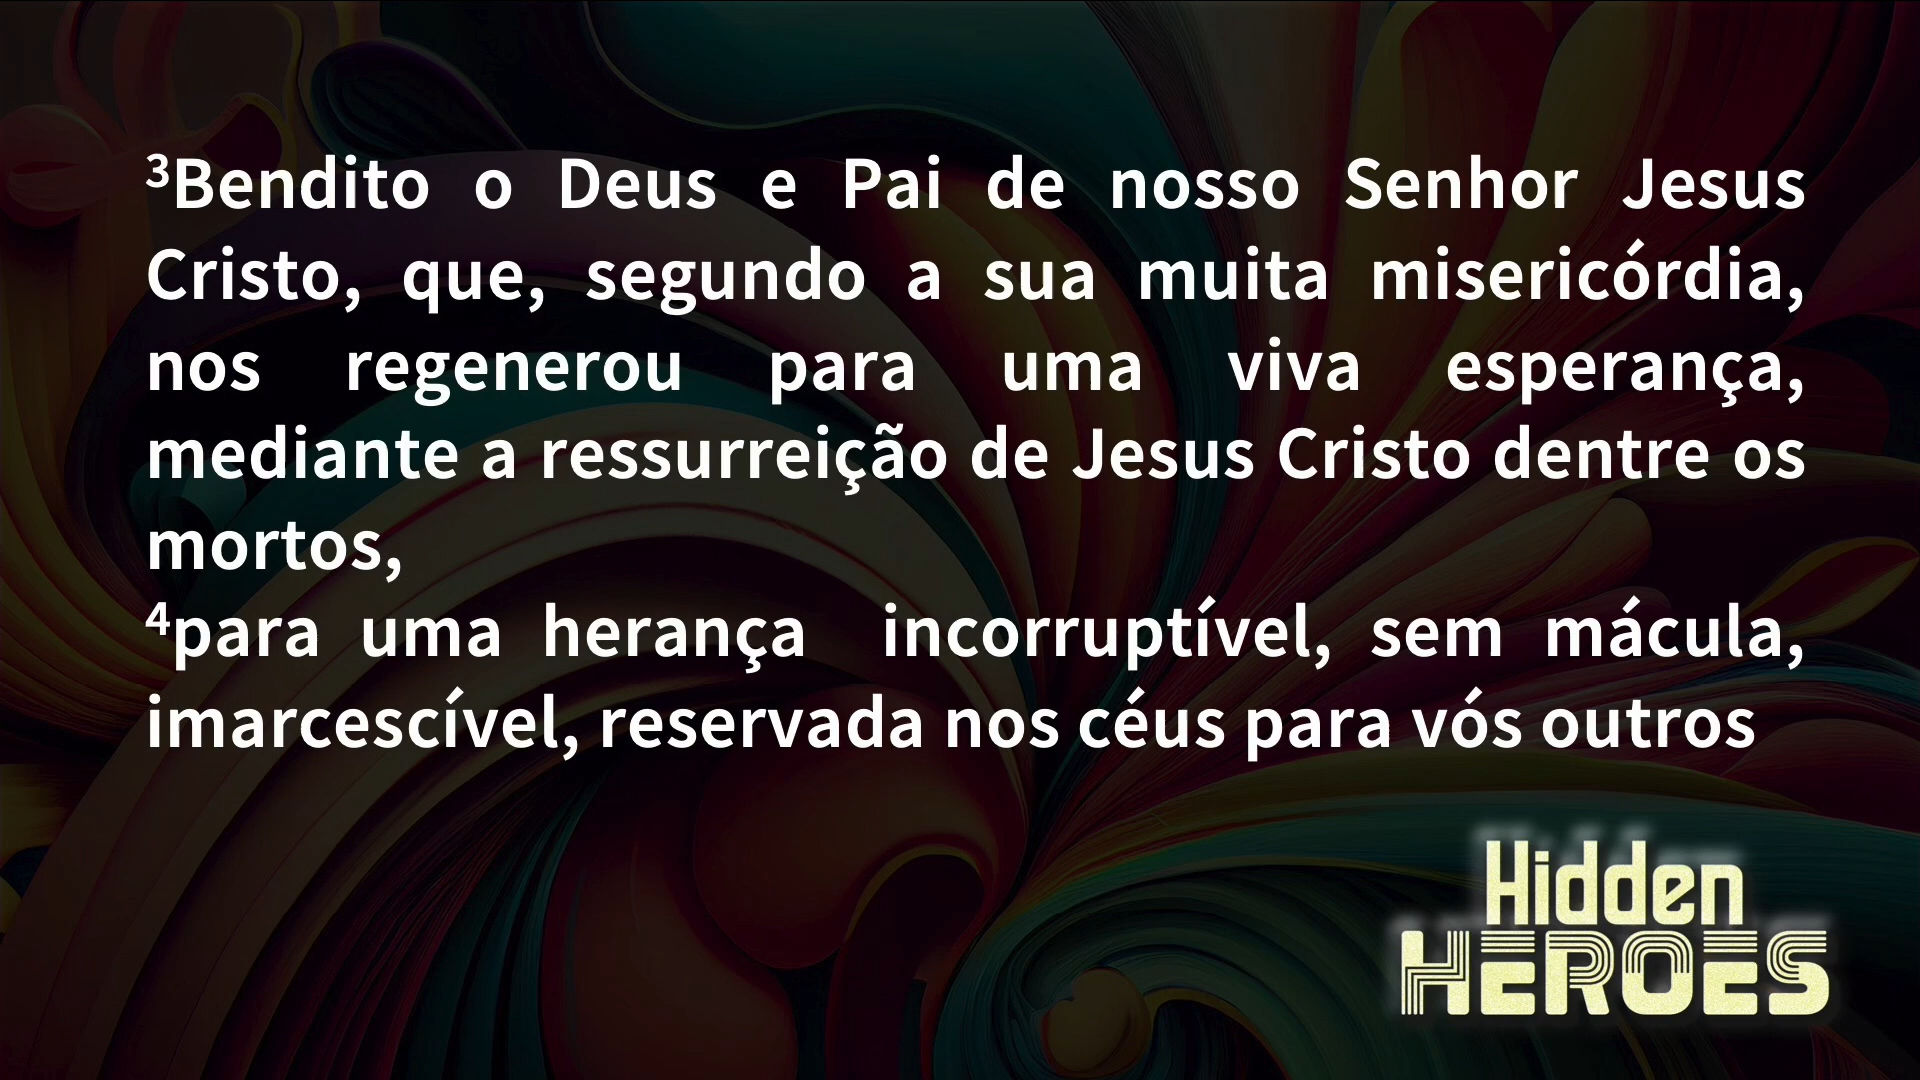 ³Bendito o Deus e Pai de nosso Senhor Jesus
Cristo, que, segundo a sua muita misericórdia,
nos regenerou para uma viva esperança,
mediante a ressurreição de Jesus Cristo dentre os
mortos,
⁴para uma herança incorruptível, sem mácula,
imarcescível, reservada nos céus para vós outros
Hidden
HEROES